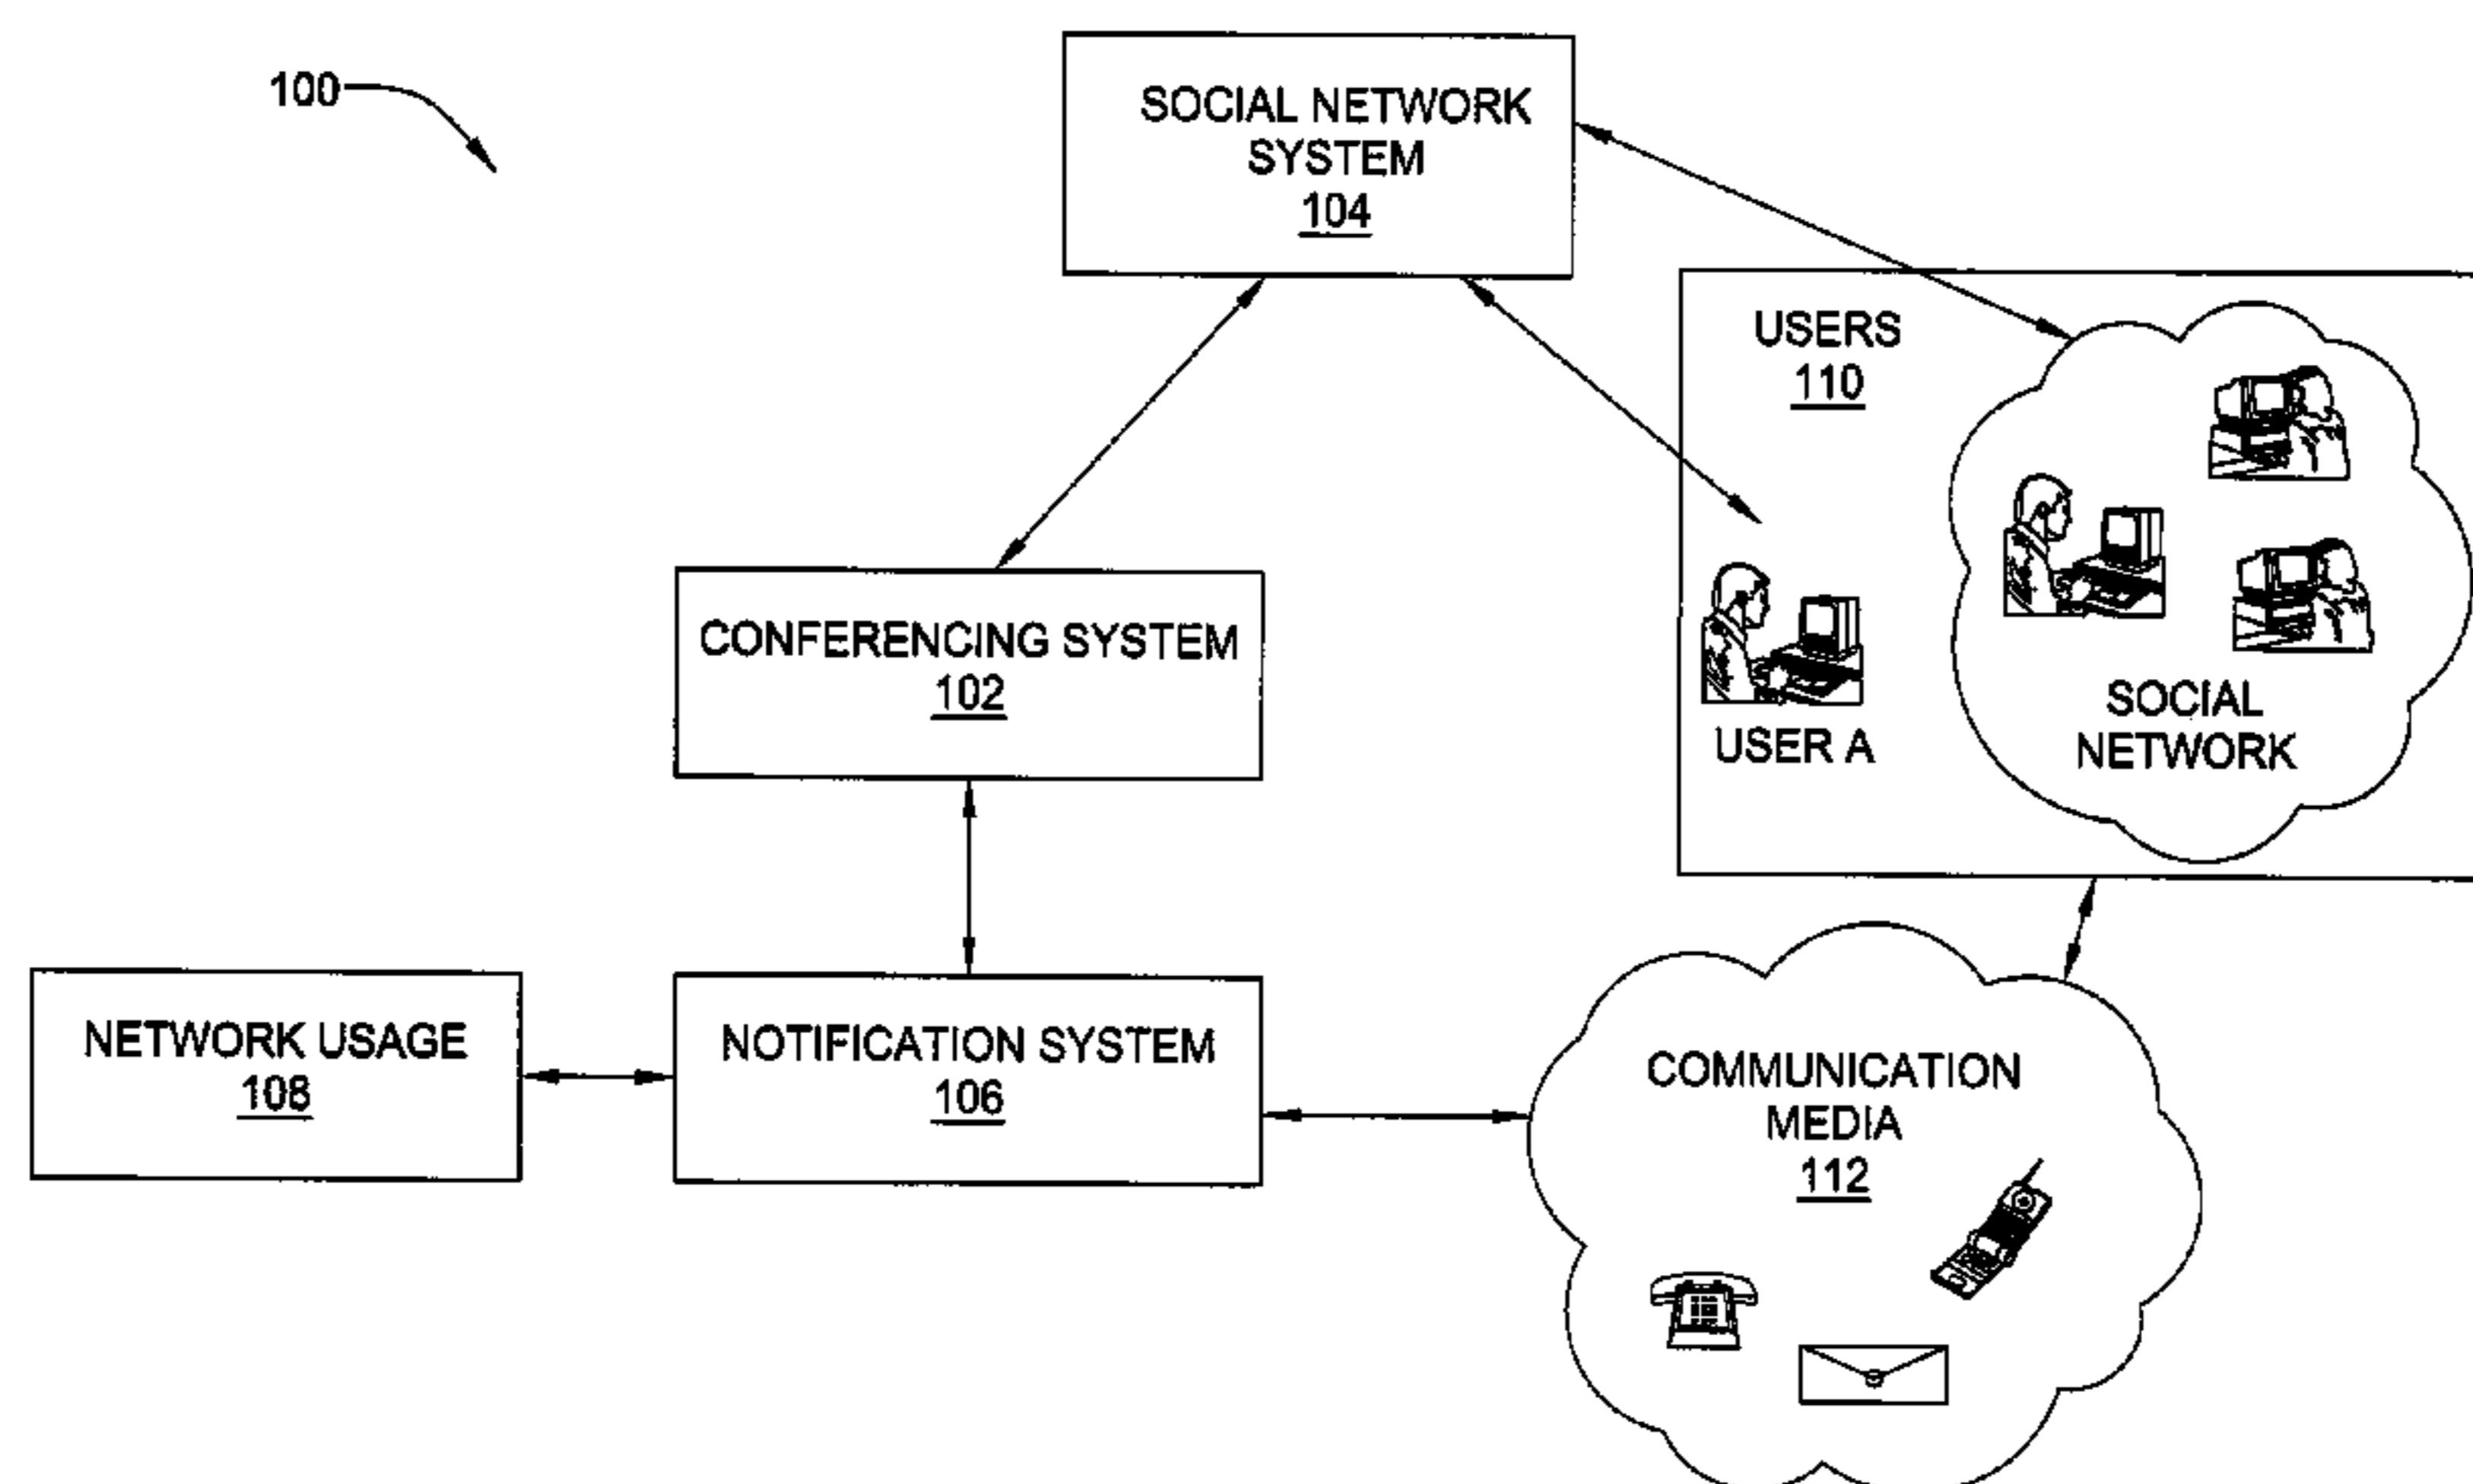 100
SOCIAL NETWORK
SYSTEM
104
USERS
110
CONFERENCING SYSTEM
102
USER A
SOCIAL
NETWORK
NETWORK USAGE
108
NOTIFICATION SYSTEM
106
COMMUNICATION
MEDIA
112